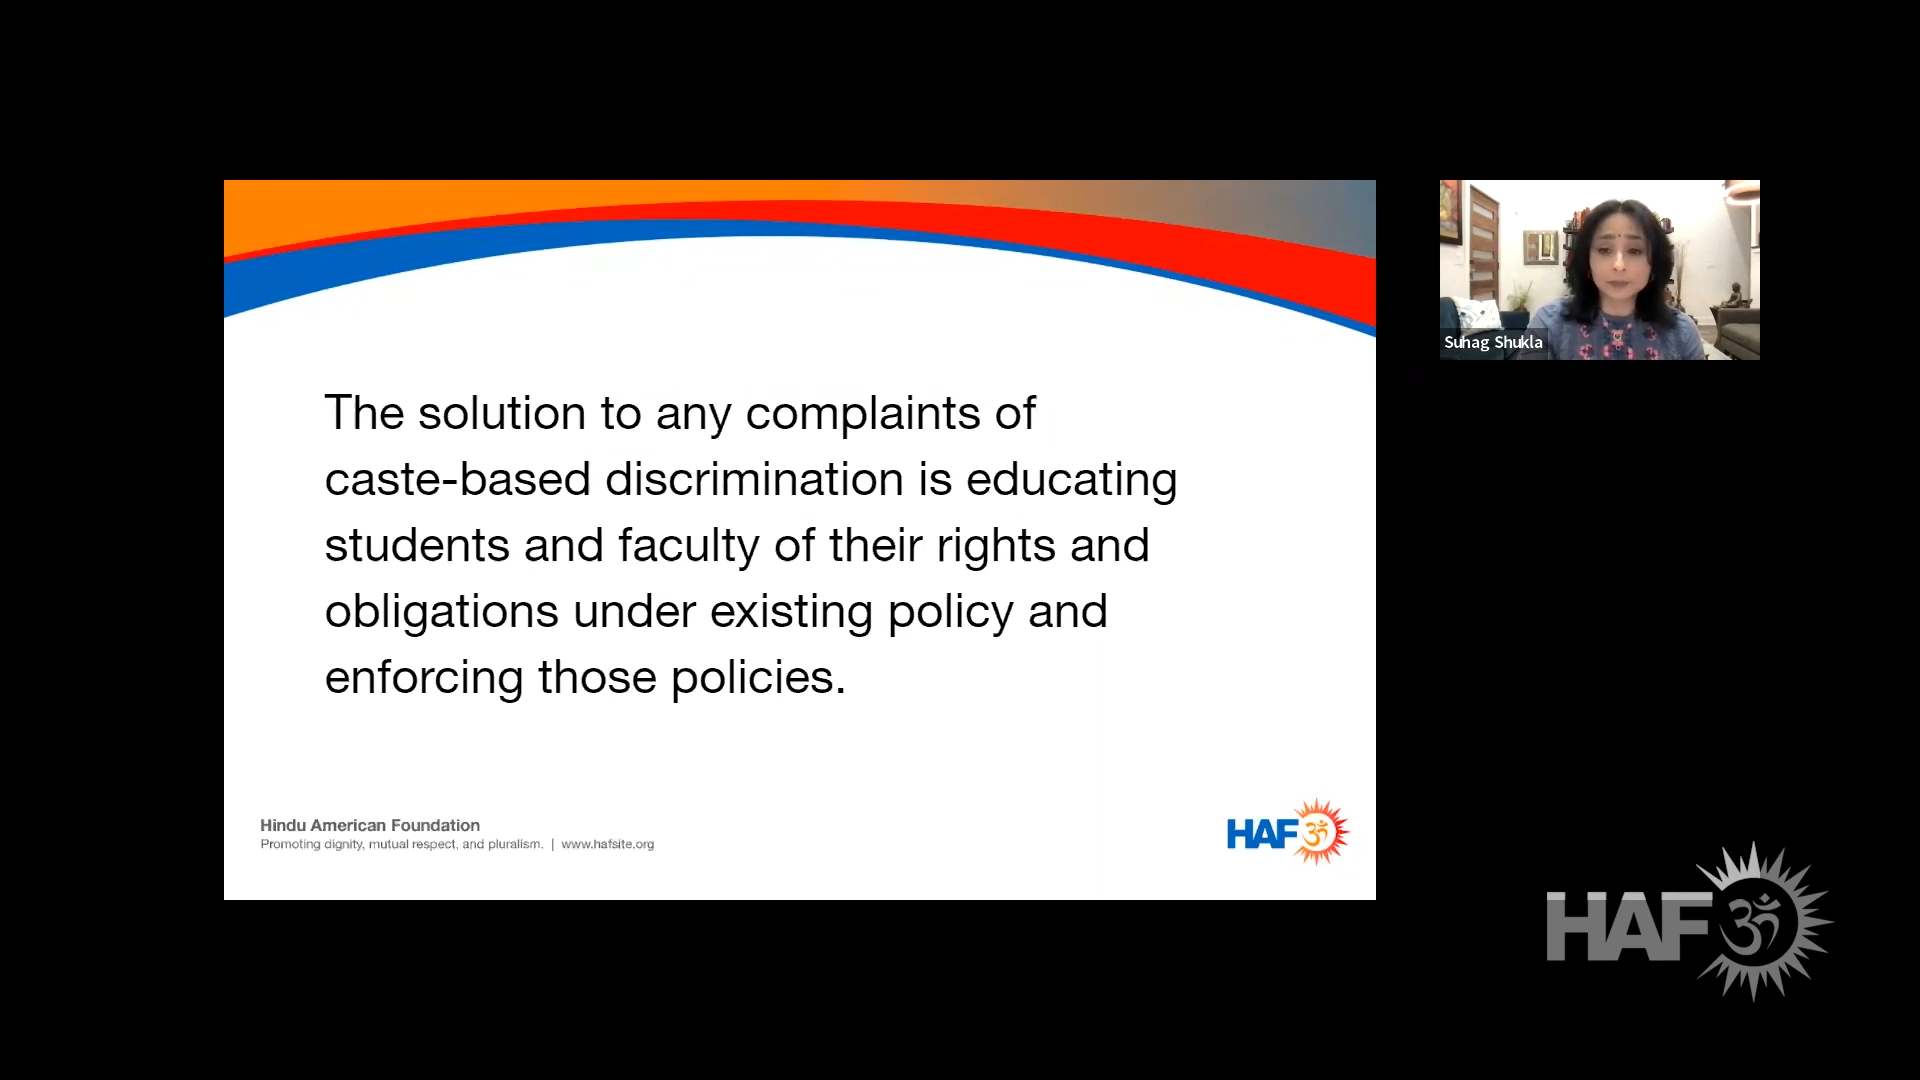 The solution to any complaints of
caste-based discrimination is educating
students and faculty of their rights and
obligations under existing policy and
enforcing those policies.
Hindu American Foundation
Promoting dignity, mutual respect, and pluralism. | www.hafsite.org
HAF ॐ
Suhag Shukla
HAF ॐ